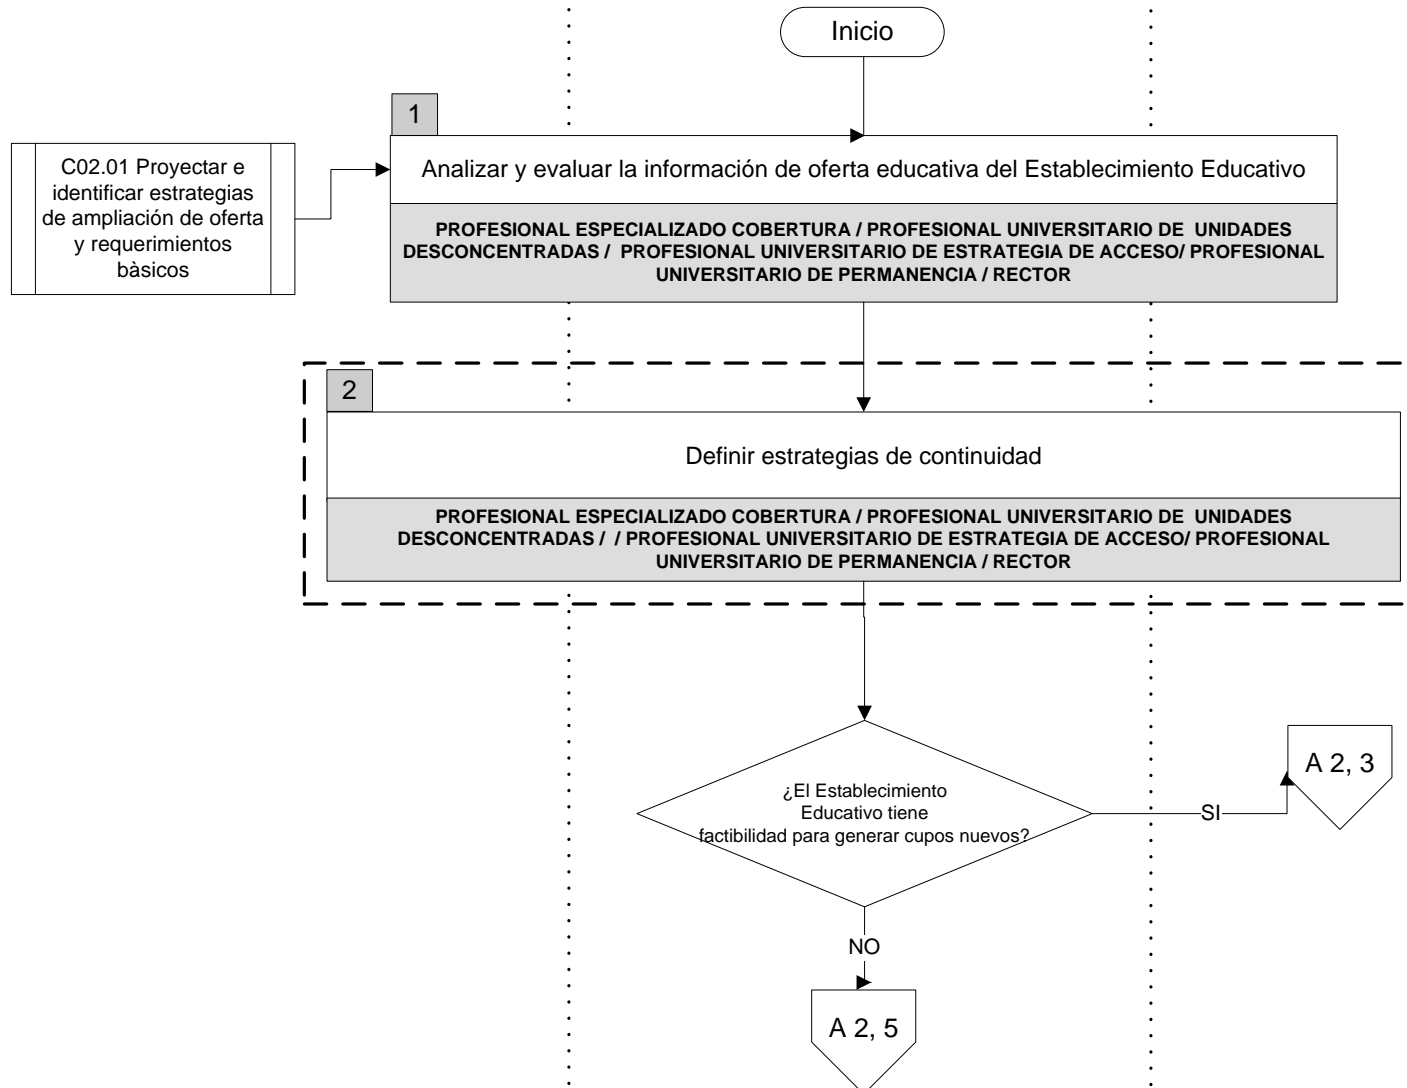 Inicio
1
C02.01 Proyectar e
identificar estrategias
de ampliación de oferta
y requerimientos
bàsicos
Analizar y evaluar la información de oferta educativa del Establecimiento Educativo
PROFESIONAL ESPECIALIZADO COBERTURA / PROFESIONAL UNIVERSITARIO DE UNIDADES
DESCONCENTRADAS / PROFESIONAL UNIVERSITARIO DE ESTRATEGIA DE ACCESO/ PROFESIONAL
UNIVERSITARIO DE PERMANENCIA / RECTOR
2
Definir estrategias de continuidad
PROFESIONAL ESPECIALIZADO COBERTURA / PROFESIONAL UNIVERSITARIO DE UNIDADES
DESCONCENTRADAS / / PROFESIONAL UNIVERSITARIO DE ESTRATEGIA DE ACCESO/ PROFESIONAL
UNIVERSITARIO DE PERMANENCIA / RECTOR
¿El Establecimiento
Educativo tiene
factibilidad para generar cupos nuevos?
SI
A 2, 3
NO
A 2, 5